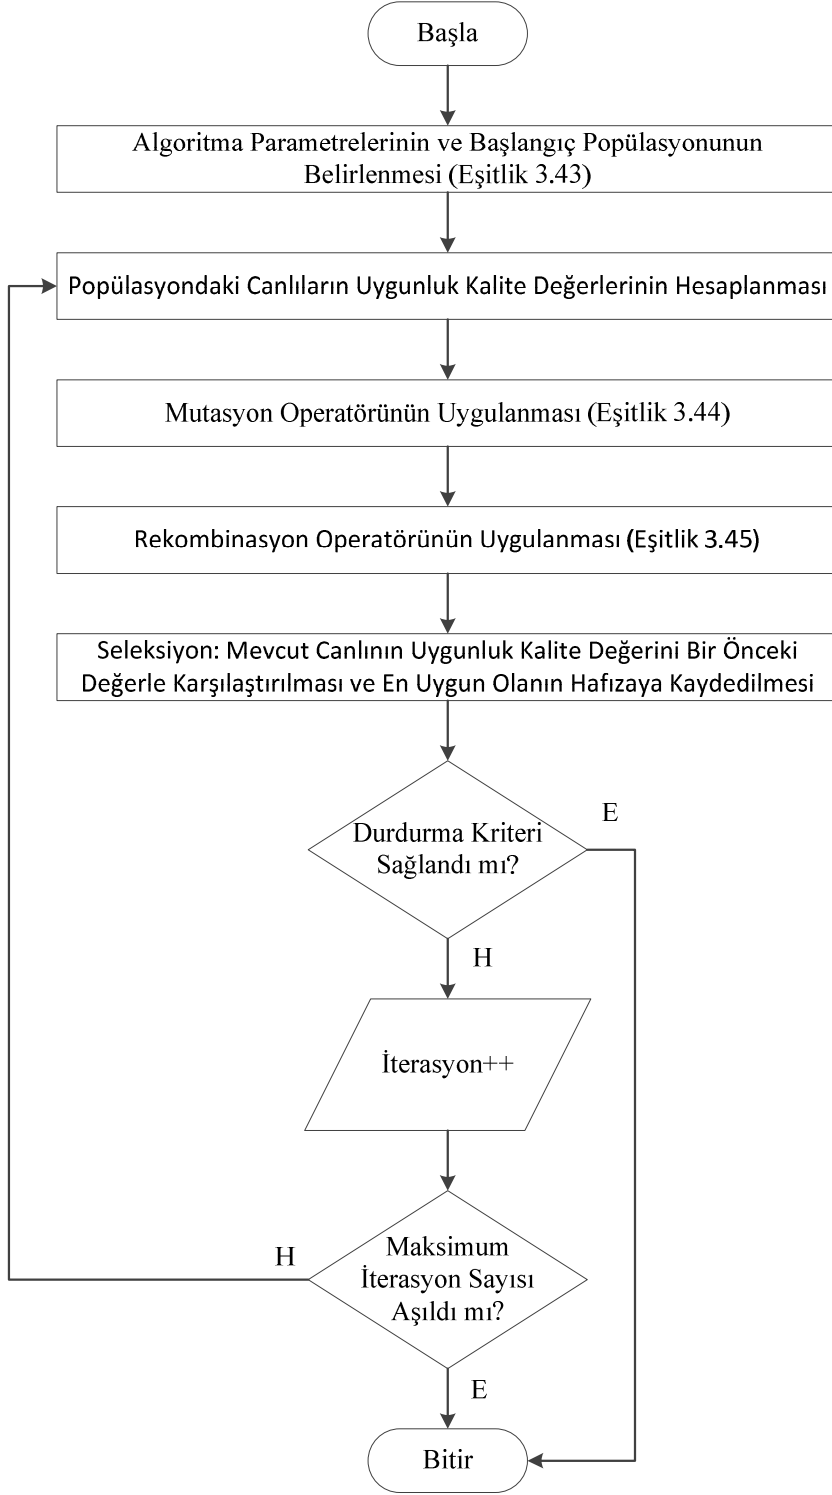 Başla
Algoritma Parametrelerinin ve Başlangıç Popülasyonunun
Belirlenmesi (Eşitlik 3.43)
Popülasyondaki Canlıların Uygunluk Kalite Değerlerinin Hesaplanması
Mutasyon Operatörünün Uygulanması (Eşitlik 3.44)
Rekombinasyon Operatörünün Uygulanması (Eşitlik 3.45)
Seleksiyon: Mevcut Canlının Uygunluk Kalite Değerini Bir Önceki
Değerle Karşılaştırılması ve En Uygun Olanın Hafızaya Kaydedilmesi
E
Durdurma Kriteri
Sağlandı mı?
H
İterasyon++
H
Maksimum
İterasyon Sayısı
Aşıldı mı?
E
Bitir